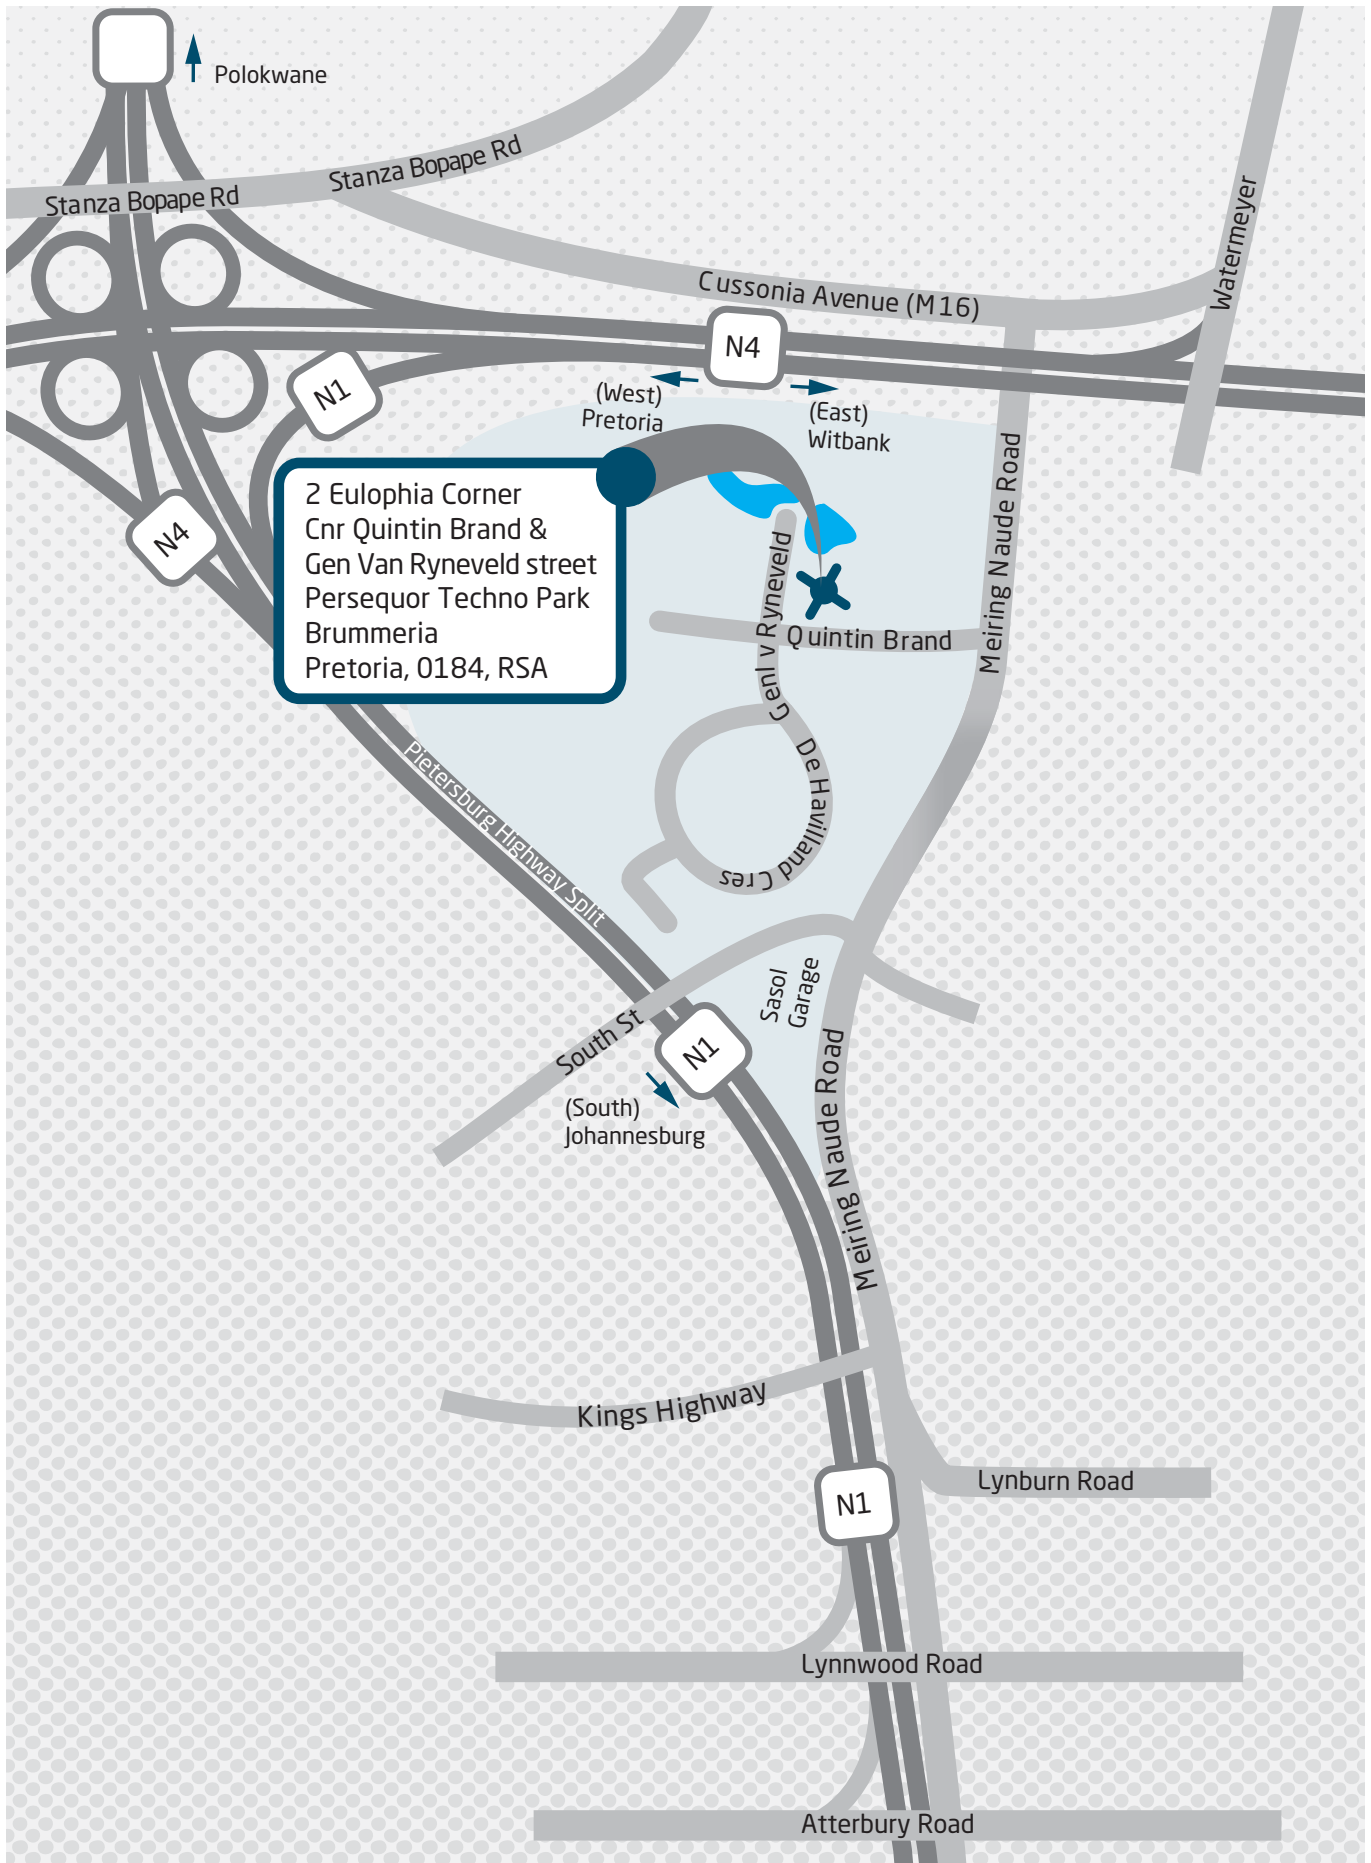 Polokwane
Stanza Bopape Rd
Stanza Bopape Rd
Watermeyer
Cussonia Avenue (M16)
N4
N1
(West)
Pretoria
(East)
Witbank
Meiring Naude Road
N4
2 Eulophia Corner
Cnr Quintin Brand &
Gen Van Ryneveld street
Persequor Techno Park
Brummeria
Pretoria, 0184, RSA
Genl v Ryneveld
Quintin Brand
De Havilland Cres
Pietersburg Highway Split
Sasol
Garage
South St
N1
(South)
Johannesburg
Meiring Naude Road
Kings Highway
Lynburn Road
N1
Lynnwood Road
Atterbury Road